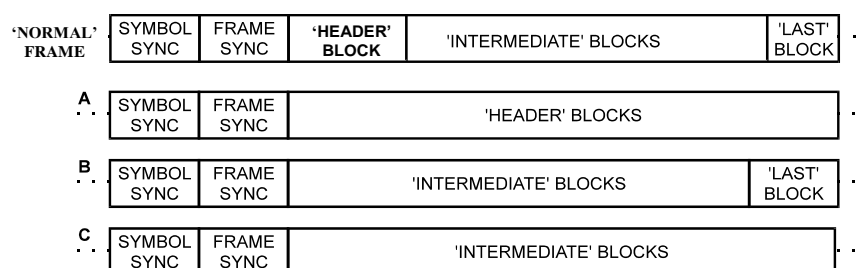 ‘NORMAL’ FRAME
SYMBOL SYNC
FRAME SYNC
‘HEADER’ BLOCK
'INTERMEDIATE' BLOCKS
'LAST' BLOCK
A
SYMBOL SYNC
FRAME SYNC
'HEADER' BLOCKS
B
SYMBOL SYNC
FRAME SYNC
'INTERMEDIATE' BLOCKS
'LAST' BLOCK
C
SYMBOL SYNC
FRAME SYNC
'INTERMEDIATE' BLOCKS